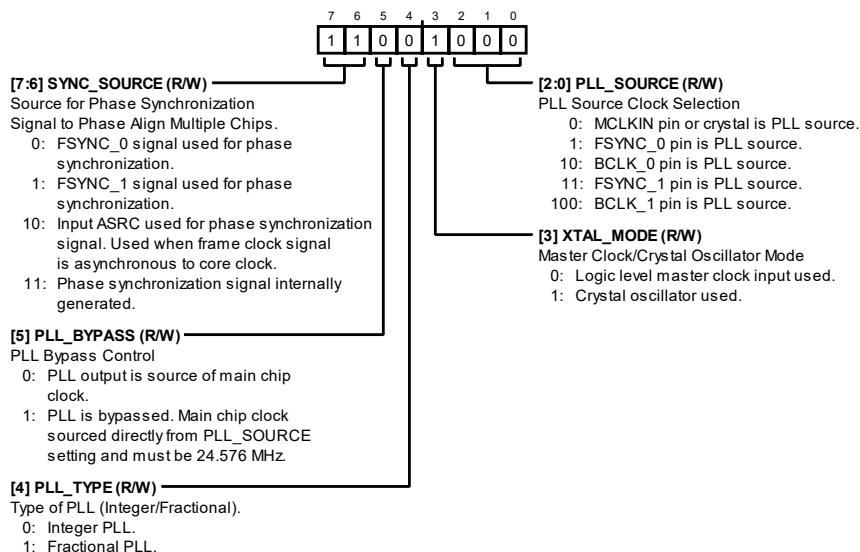 7 6 5 4 3 2 1 0
1 1 0 0 1 0 0 0
[7:6] SYNC_SOURCE (R/W)
Source for Phase Synchronization
Signal to Phase Align Multiple Chips.
0: FSYNC_0 signal used for phase
synchronization.
1: FSYNC_1 signal used for phase
synchronization.
10: Input ASRC used for phase synchronization
signal. Used when frame clock signal
is asynchronous to core clock.
11: Phase synchronization signal internally
generated.
[5] PLL_BYPASS (R/W)
PLL Bypass Control
0: PLL output is source of main chip
clock.
1: PLL is bypassed. Main chip clock
sourced directly from PLL_SOURCE
setting and must be 24.576 MHz.
[4] PLL_TYPE (R/W)
Type of PLL (Integer/Fractional).
0: Integer PLL.
1: Fractional PLL.
[2:0] PLL_SOURCE (R/W)
PLL Source Clock Selection
0: MCLKIN pin or crystal is PLL source.
1: FSYNC_0 pin is PLL source.
10: BCLK_0 pin is PLL source.
11: FSYNC_1 pin is PLL source.
100: BCLK_1 pin is PLL source.
[3] XTAL_MODE (R/W)
Master Clock/Crystal Oscillator Mode
0: Logic level master clock input used.
1: Crystal oscillator used.